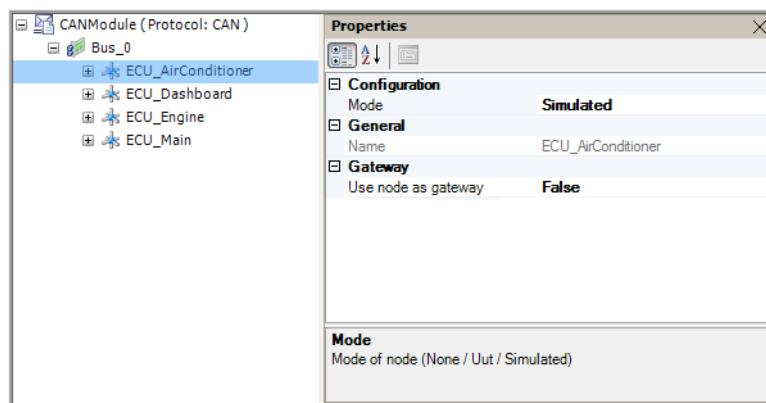 CANModule (Protocol: CAN)
Bus_0
ECU_AirConditioner
ECU_Dashboard
ECU_Engine
ECU_Main
Properties
Configuration
Mode Simulated
General
Name ECU_AirConditioner
Gateway
Use node as gateway False
Mode
Mode of node (None / Uut / Simulated)